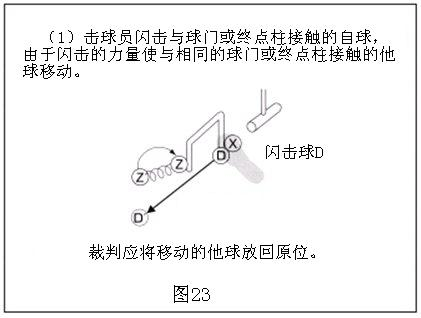 （1）击球员闪击与球门或终点柱接触的自球，
由于闪击的力量使与相同的球门或终点柱接触的他
球移动。
Z
Z
D
X
闪击球D
D
裁判应将移动的他球放回原位。
图23